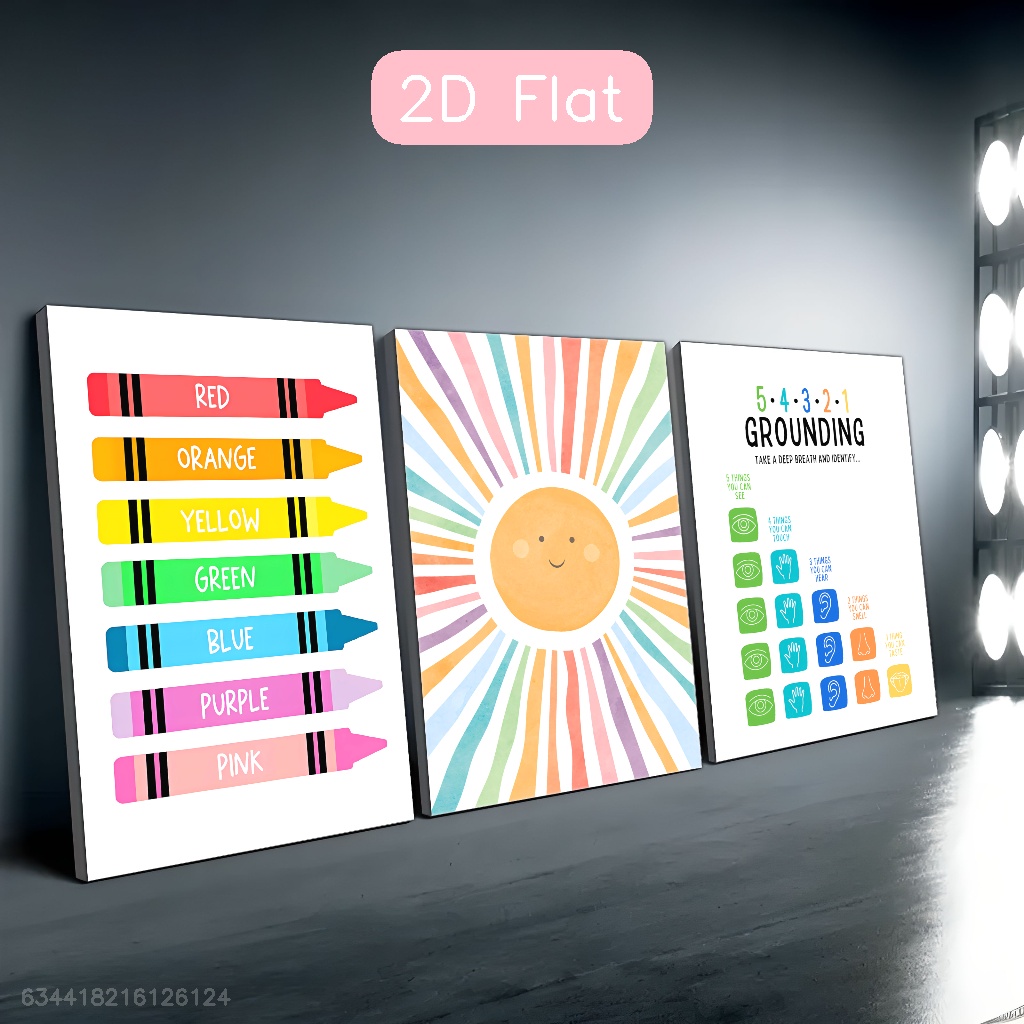 2D Flat
RED
ORANGE
YELLOW
GREEN
BLUE
PURPLE
PINK
5·4·3·2·1
GROUNDING
TAKE A DEEP BREATH AND IDENTIFY...
5 THINGS
YOU CAN
SEE
4 THINGS
YOU CAN
TOUCH
3 THINGS
YOU CAN
HEAR
2 THINGS
YOU CAN
SMELL
1 THING
YOU CAN
TASTE
634418216126124